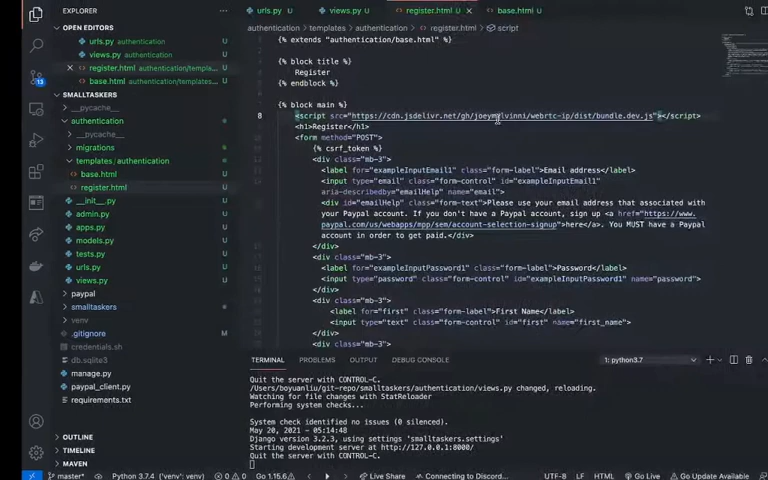 EXPLORER
OPEN EDITORS
urls.py authentication U
views.py authentication U
register.html authentication/templa... U
base.html authentication/templates... U
SMALLTASKERS
__pycache__
authentication
__pycache__
migrations
templates / authentication
base.html U
register.html U
__init__.py U
admin.py U
apps.py U
models.py U
tests.py U
urls.py U
views.py U
paypal
smalltaskers
venv
.gitignore U
credentials.sh
db.sqlite3
manage.py U
paypal_client.py U
requirements.txt U
OUTLINE
TIMELINE
MAVEN
urls.py U views.py U register.html U base.html U
authentication > templates > authentication > register.html > script
{% extends "authentication/base.html" %}
{% block title %}
Register
{% endblock %}
{% block main %}
8 <script src="https://cdn.jsdelivr.net/gh/joeymalvinni/webrtc-ip/dist/bundle.dev.js"></script>
<h1>Register</h1>
<form method="POST">
{% csrf_token %}
<div class="mb-3">
<label for="exampleInputEmail1" class="form-label">Email address</label>
<input type="email" class="form-control" id="exampleInputEmail1"
aria-describedby="emailHelp" name="email">
<div id="emailHelp" class="form-text">Please use your email address that associated with
your Paypal account. If you don't have a Paypal account, sign up <a href="https://www.
paypal.com/us/webapps/mpp/sem/account-selection-signup">here</a>. You MUST have a Paypal
account in order to get paid.</div>
</div>
<div class="mb-3">
<label for="exampleInputPassword1" class="form-label">Password</label>
<input type="password" class="form-control" id="exampleInputPassword1" name="password">
</div>
<div class="mb-3">
<label for="first" class="form-label">First Name</label>
<input type="text" class="form-control" id="first" name="first_name">
</div>
<div class="mb-3">
TERMINAL PROBLEMS OUTPUT DEBUG CONSOLE 1: python3.7
Quit the server with CONTROL-C.
/Users/boyuanliu/git-repo/smalltaskers/authentication/views.py changed, reloading.
Watching for file changes with StatReloader
Performing system checks...
System check identified no issues (0 silenced).
May 20, 2021 - 05:14:48
Django version 3.2.3, using settings 'smalltaskers.settings'
Starting development server at http://127.0.0.1:8000/
Quit the server with CONTROL-C.
master* Python 3.7.4 ('venv': venv) 0 0 Go 1.15.6 Live Share Connecting to Discord... UTF-8 LF HTML Go Live Go Update Available